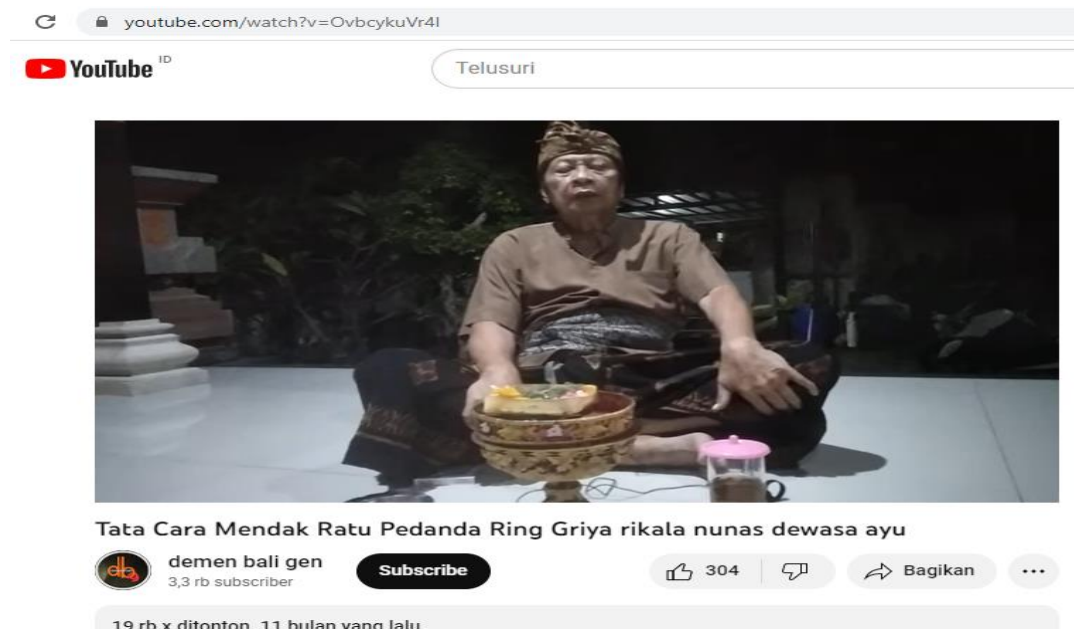 youtube.com/watch?v=OvbcykuVr4I
YouTube ID
Telusuri
Tata Cara Mendak Ratu Pedanda Ring Griya rikala nunas dewasa ayu
demen bali gen
3,3 rb subscriber
Subscribe
304
Bagikan
19 rb x ditonton 11 bulan yang lalu